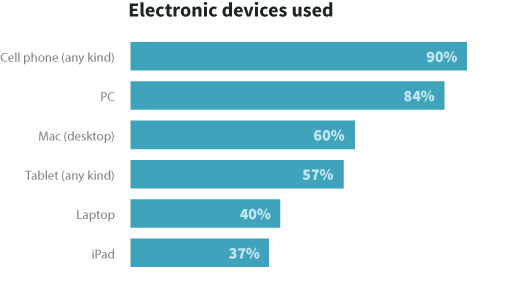 Electronic devices used
Cell phone (any kind) 90%
PC 84%
Mac (desktop) 60%
Tablet (any kind) 57%
Laptop 40%
iPad 37%